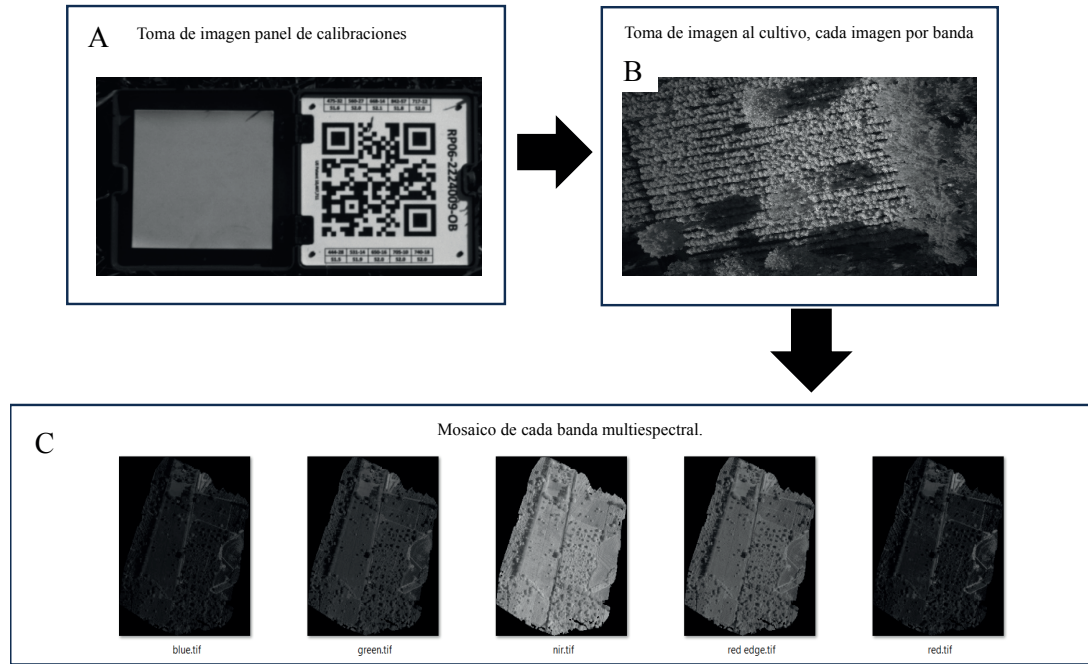 A
Toma de imagen panel de calibraciones
RP06-2224009-OB
Toma de imagen al cultivo, cada imagen por banda
B
C
Mosaico de cada banda multiespectral.
blue.tif
green.tif
nir.tif
red edge.tif
red.tif